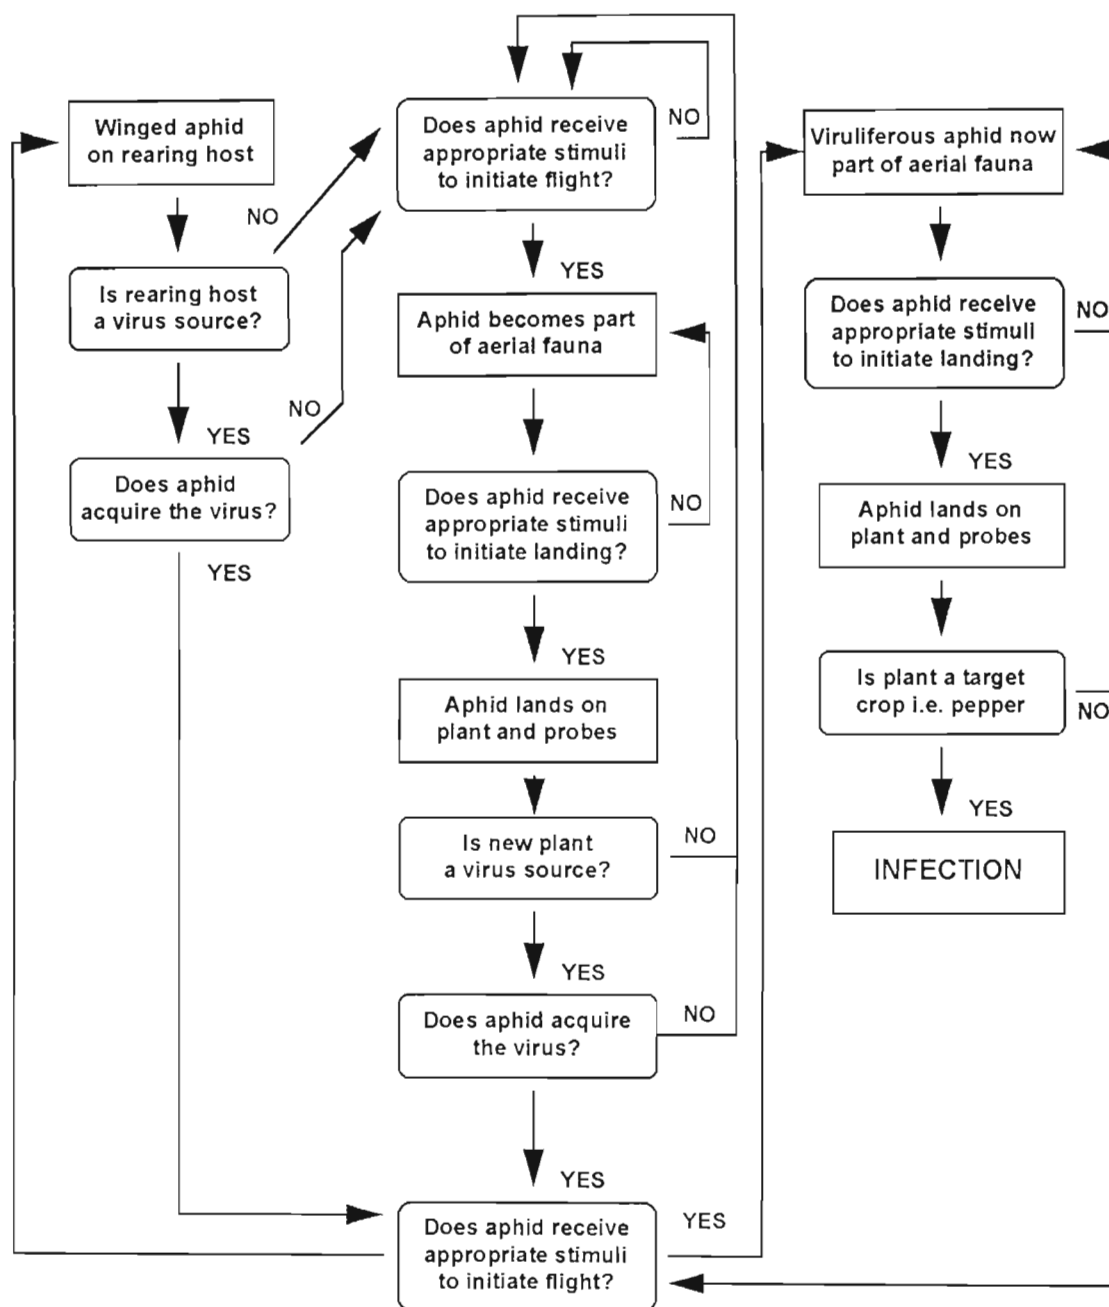 Winged aphid
on rearing host
NO
Is rearing host
a virus source?
YES
NO
Does aphid
acquire the virus?
YES
Does aphid receive
appropriate stimuli
to initiate flight?
NO
YES
Aphid becomes part
of aerial fauna
Does aphid receive
appropriate stimuli
to initiate landing?
NO
YES
Aphid lands on
plant and probes
Is new plant
a virus source?
NO
YES
Does aphid acquire
the virus?
NO
YES
Does aphid receive
appropriate stimuli
to initiate flight?
YES
Viruliferous aphid now
part of aerial fauna
Does aphid receive
appropriate stimuli
to initiate landing?
NO
YES
Aphid lands on
plant and probes
Is plant a target
crop i.e. pepper
NO
YES
INFECTION